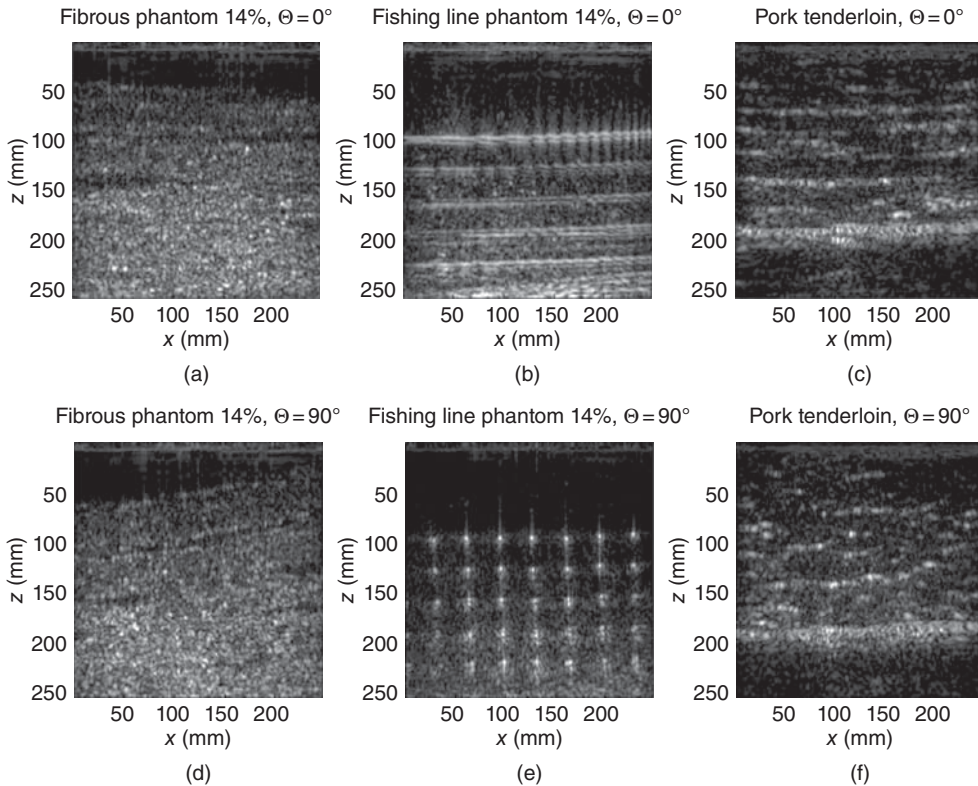 Fibrous phantom 14%, Θ = 0°
Fishing line phantom 14%, Θ = 0°
Pork tenderloin, Θ = 0°
50
100
150
200
250
z (mm)
50 100 150 200
x (mm)
(a)
50
100
150
200
250
z (mm)
50 100 150 200
x (mm)
(b)
50
100
150
200
250
z (mm)
50 100 150 200
x (mm)
(c)
Fibrous phantom 14%, Θ = 90°
Fishing line phantom 14%, Θ = 90°
Pork tenderloin, Θ = 90°
50
100
150
200
250
z (mm)
50 100 150 200
x (mm)
(d)
50
100
150
200
250
z (mm)
50 100 150 200
x (mm)
(e)
50
100
150
200
250
z (mm)
50 100 150 200
x (mm)
(f)